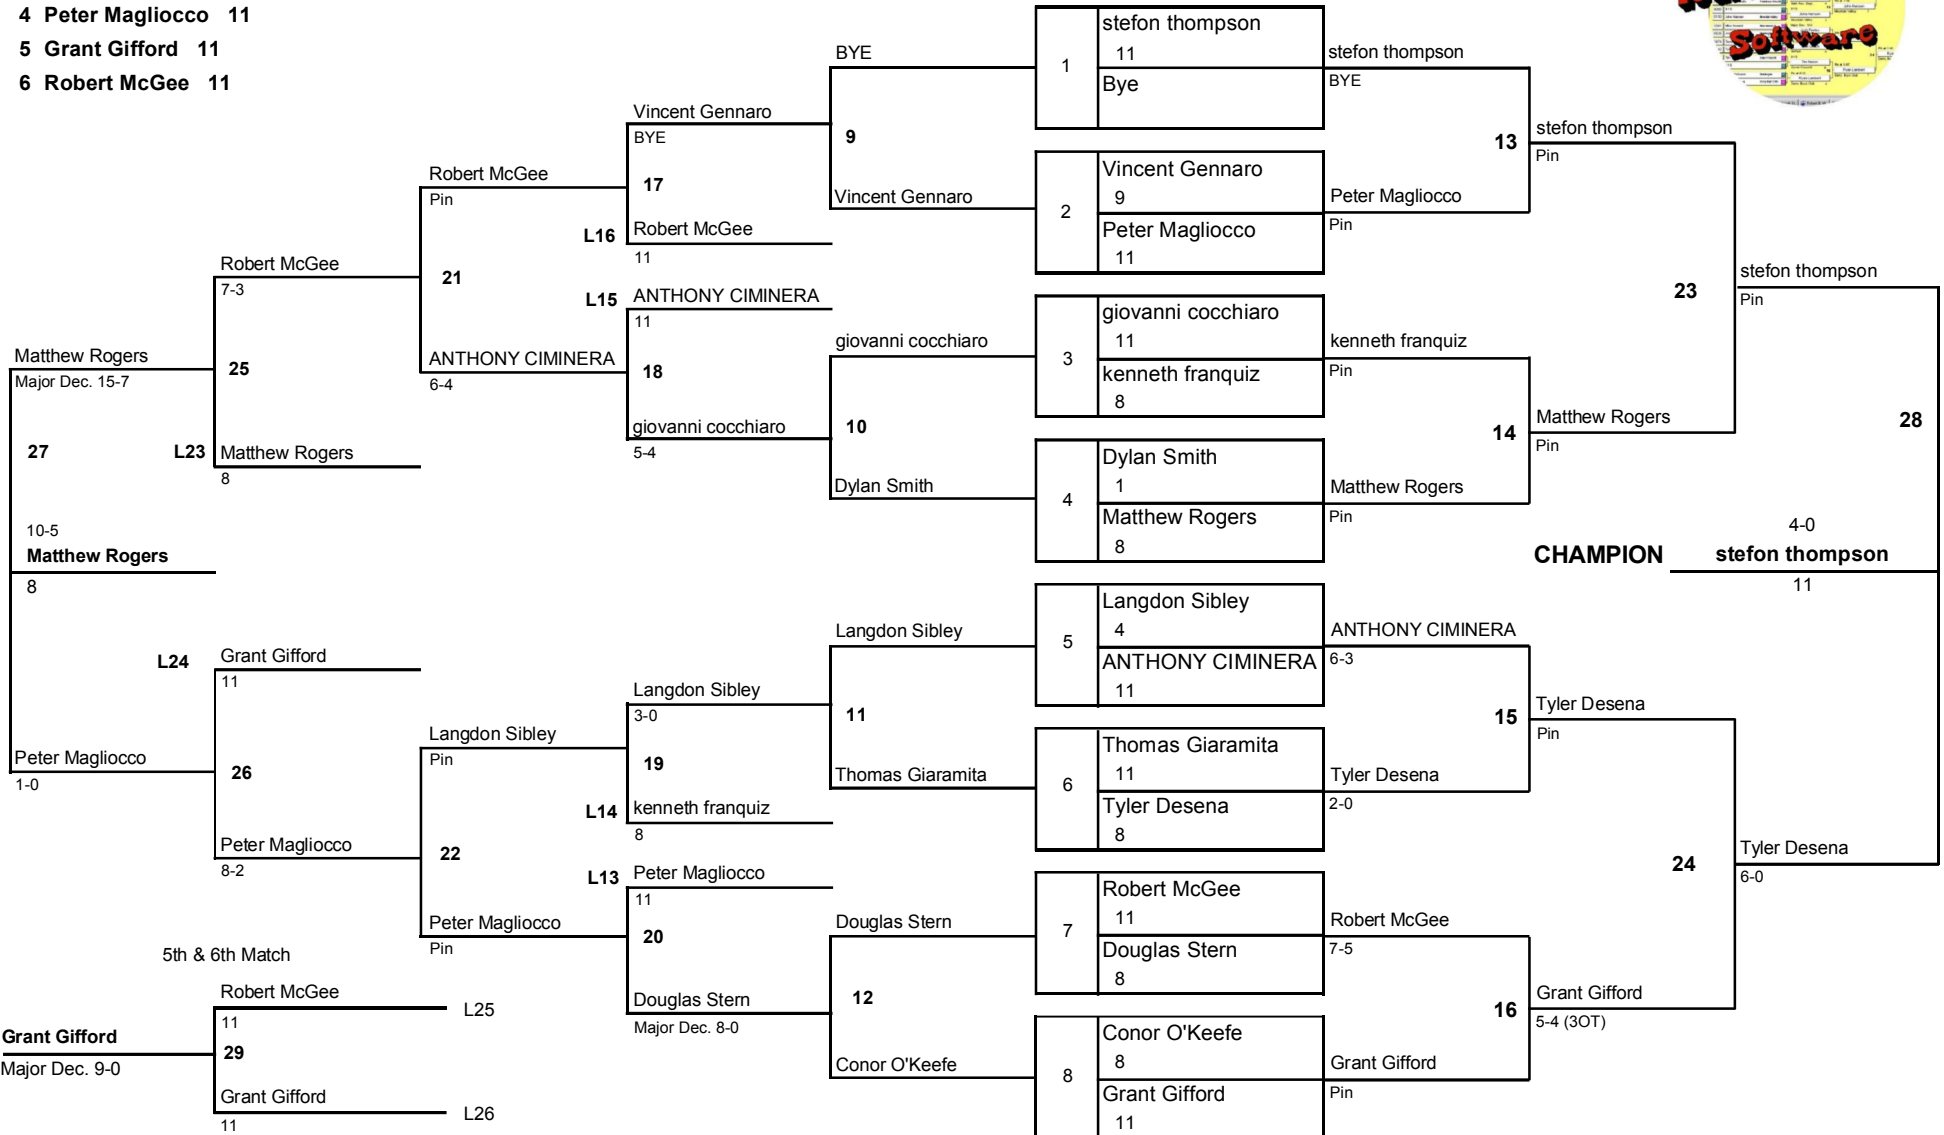 4 Peter Magliocco 11
5 Grant Gifford 11
6 Robert McGee 11
Software
stefon thompson
11
1
Bye
Vincent Gennaro
9
2
Peter Magliocco
11
giovanni cocchiaro
11
3
kenneth franquiz
8
Dylan Smith
1
4
Matthew Rogers
8
Langdon Sibley
4
5
ANTHONY CIMINERA
11
Thomas Giaramita
11
6
Tyler Desena
8
Robert McGee
11
7
Douglas Stern
8
Conor O'Keefe
8
8
Grant Gifford
11
stefon thompson
BYE
13
Peter Magliocco
Pin
kenneth franquiz
Pin
14
Matthew Rogers
Pin
ANTHONY CIMINERA
6-3
15
Tyler Desena
2-0
Robert McGee
7-5
16
Grant Gifford
Pin
stefon thompson
Pin
23
Matthew Rogers
Pin
Tyler Desena
Pin
24
Grant Gifford
5-4 (3OT)
stefon thompson
Pin
28
4-0
CHAMPION stefon thompson
11
Tyler Desena
6-0
BYE
9
Vincent Gennaro
giovanni cocchiaro
10
Dylan Smith
Langdon Sibley
11
Thomas Giaramita
Douglas Stern
12
Conor O'Keefe
Vincent Gennaro
BYE
17
L16 Robert McGee
11
L15 ANTHONY CIMINERA
11
18
giovanni cocchiaro
5-4
Langdon Sibley
3-0
19
L14 kenneth franquiz
8
L13 Peter Magliocco
11
20
Douglas Stern
Major Dec. 8-0
Robert McGee
Pin
21
ANTHONY CIMINERA
6-4
Langdon Sibley
Pin
22
Peter Magliocco
Pin
Robert McGee
7-3
25
L23 Matthew Rogers
8
L24 Grant Gifford
11
26
Peter Magliocco
8-2
Matthew Rogers
Major Dec. 15-7
27
10-5
Matthew Rogers
8
Peter Magliocco
1-0
5th & 6th Match
Robert McGee L25
11
Grant Gifford
29
Major Dec. 9-0
Grant Gifford L26
11